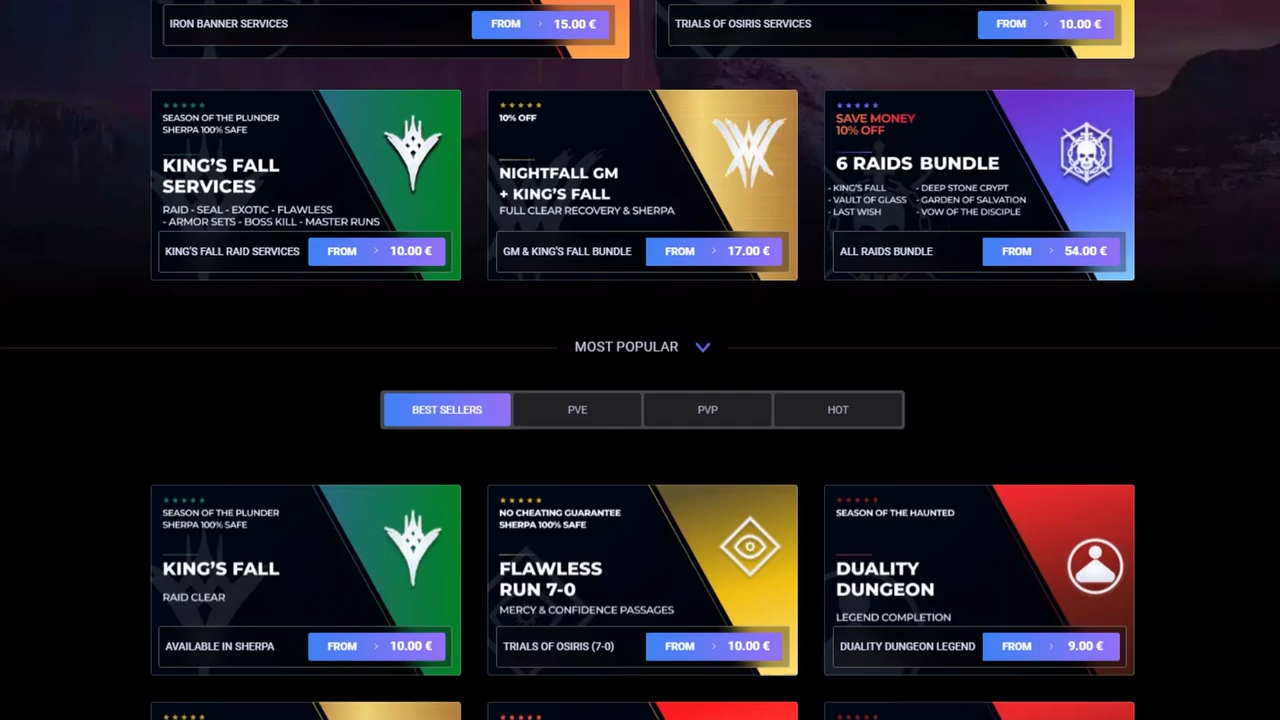 IRON BANNER SERVICES
FROM > 15.00 €
TRIALS OF OSIRIS SERVICES
FROM > 10.00 €
SEASON OF THE PLUNDER
SHERPA 100% SAFE
KING'S FALL
SERVICES
RAID - SEAL - EXOTIC - FLAWLESS
- ARMOR SETS - BOSS KILL - MASTER RUNS
KING'S FALL RAID SERVICES
FROM > 10.00 €
10% OFF
NIGHTFALL GM
+ KING'S FALL
FULL CLEAR RECOVERY & SHERPA
GM & KING'S FALL BUNDLE
FROM > 17.00 €
SAVE MONEY
10% OFF
6 RAIDS BUNDLE
- KING'S FALL
- VAULT OF GLASS
- LAST WISH
- DEEP STONE CRYPT
- GARDEN OF SALVATION
- VOW OF THE DISCIPLE
ALL RAIDS BUNDLE
FROM > 54.00 €
MOST POPULAR
BEST SELLERS
PVE
PVP
HOT
SEASON OF THE PLUNDER
SHERPA 100% SAFE
KING'S FALL
RAID CLEAR
AVAILABLE IN SHERPA
FROM > 10.00 €
NO CHEATING GUARANTEE
SHERPA 100% SAFE
FLAWLESS
RUN 7-0
MERCY & CONFIDENCE PASSAGES
TRIALS OF OSIRIS (7-0)
FROM > 10.00 €
SEASON OF THE HAUNTED
DUALITY
DUNGEON
LEGEND COMPLETION
DUALITY DUNGEON LEGEND
FROM > 9.00 €